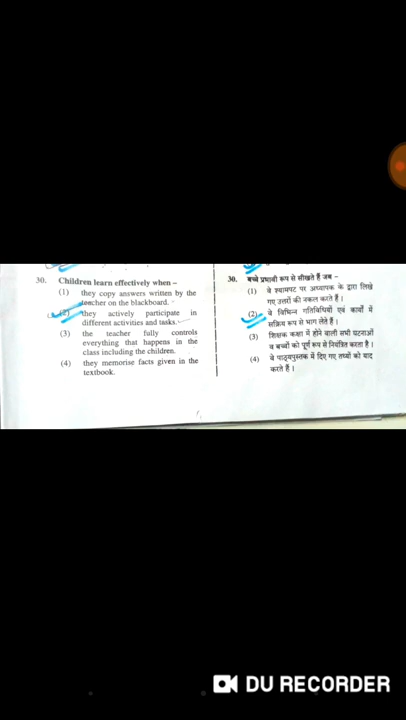 30. Children learn effectively when –
(1) they copy answers written by the
teacher on the blackboard.
(2) they actively participate in
different activities and tasks.
(3) the teacher fully controls
everything that happens in the
class including the children.
(4) they memorise facts given in the
textbook.
30. बच्चे प्रभावी रूप से सीखते हैं जब –
(1) वे श्यामपट पर अध्यापक के द्वारा लिखे
गए उत्तरों की नकल करते हैं।
(2) वे विभिन्न गतिविधियों एवं कार्यों में
सक्रिय रूप से भाग लेते हैं।
(3) शिक्षक कक्षा में होने वाली सभी घटनाओं
व बच्चों को पूर्ण रूप से नियंत्रित करता है।
(4) वे पाठ्यपुस्तक में दिए गए तथ्यों को याद
करते हैं।
DU RECORDER